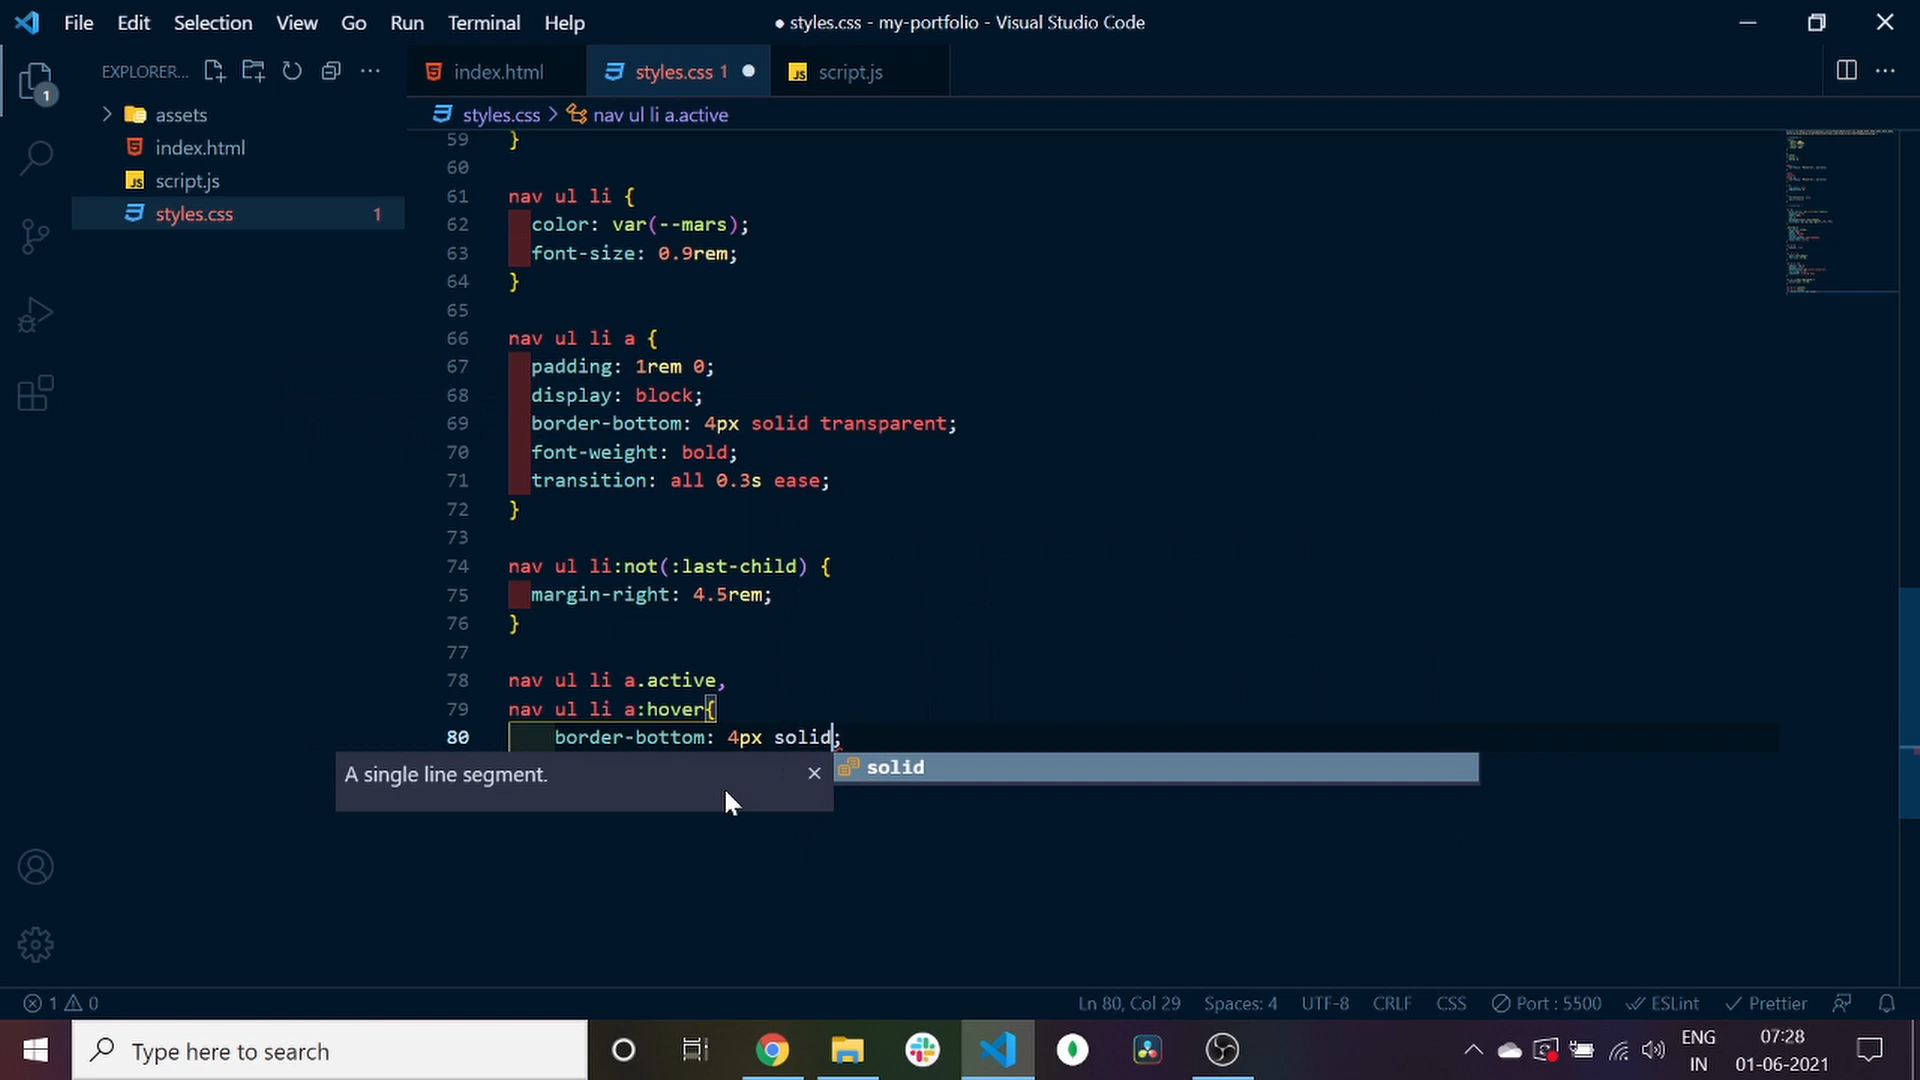 File Edit Selection View Go Run Terminal Help
● styles.css - my-portfolio - Visual Studio Code
EXPLORER...
index.html
styles.css 1
JS script.js
1
styles.css > nav ul li a.active
assets
index.html
JS script.js
styles.css 1
59 }
60
61 nav ul li {
62 color: var(--mars);
63 font-size: 0.9rem;
64 }
65
66 nav ul li a {
67 padding: 1rem 0;
68 display: block;
69 border-bottom: 4px solid transparent;
70 font-weight: bold;
71 transition: all 0.3s ease;
72 }
73
74 nav ul li:not(:last-child) {
75 margin-right: 4.5rem;
76 }
77
78 nav ul li a.active,
79 nav ul li a:hover{
80 border-bottom: 4px solid;
A single line segment.
solid
1 0
Ln 80, Col 29 Spaces: 4 UTF-8 CRLF CSS Port : 5500 ESLint Prettier
Type here to search
ENG
IN
07:28
01-06-2021